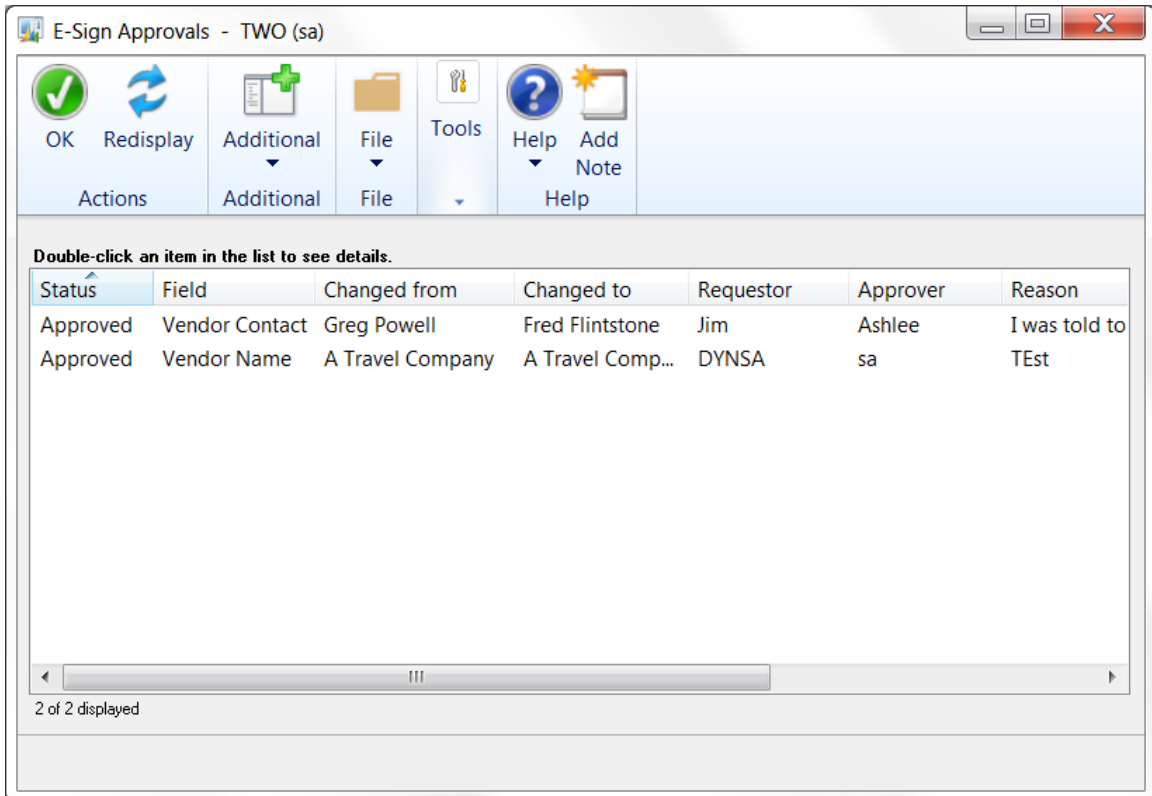 E-Sign Approvals - TWO (sa)
OK Redisplay Additional File Tools Help Add Note
Actions Additional File Help
Double-click an item in the list to see details.
Status Field Changed from Changed to Requestor Approver Reason
Approved Vendor Contact Greg Powell Fred Flintstone Jim Ashlee I was told to
Approved Vendor Name A Travel Company A Travel Comp... DYNSA sa TEst
2 of 2 displayed